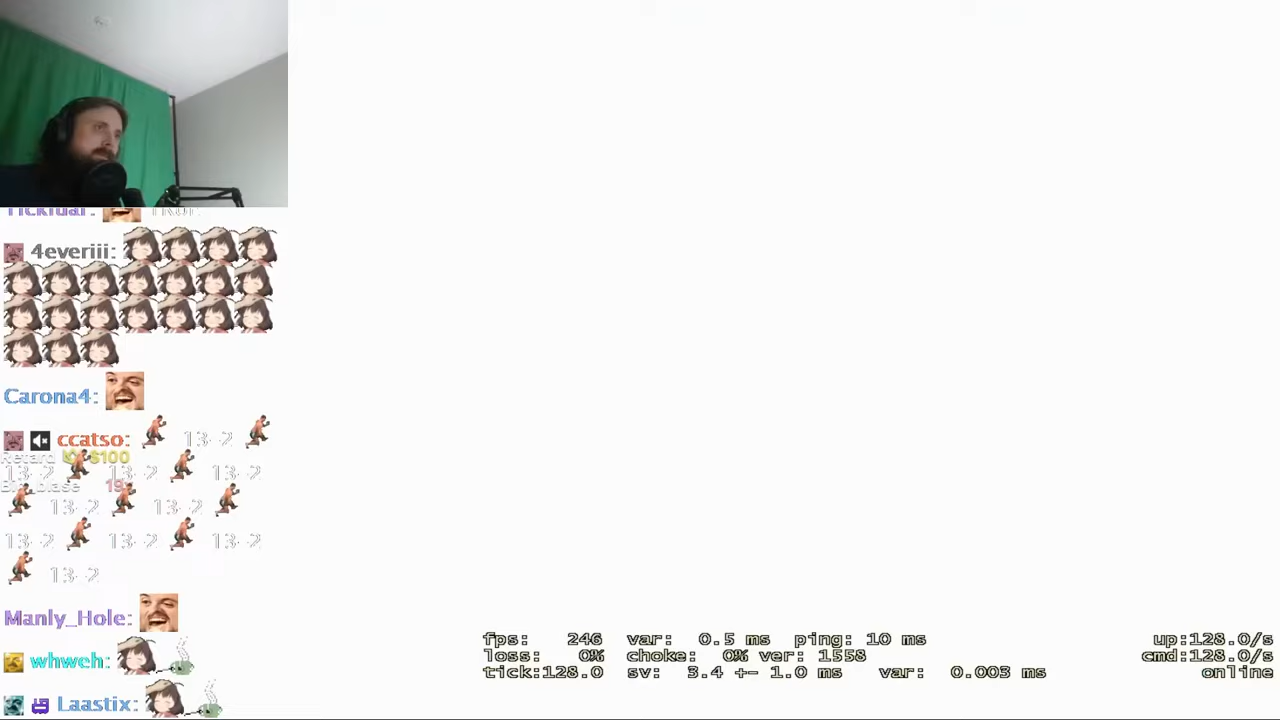 4everiii:
Carona4:
ccatso: 13-2
$100
13-2 13-2 13-2
19
13-2 13-2
13-2 13-2 13-2
13-2
Manly_Hole:
whweh:
Laastix:
fps: 246 var: 0.5 ms ping: 10 ms up:128.0/s
loss: 0% choke: 0% ver: 1558 cmd:128.0/s
tick:128.0 sv: 3.4 +- 1.0 ms var: 0.003 ms online